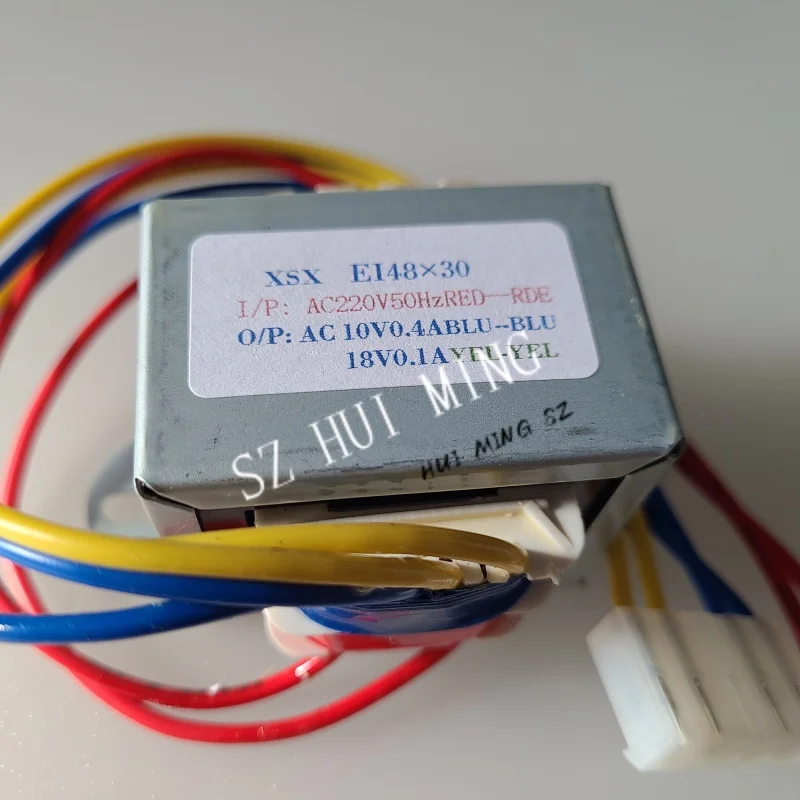 XSX EI48×30
I/P: AC220V50HzRED--RDE
O/P: AC 10V0.4ABLU--BLU
18V0.1AYEL-YEL
SZ HUI MING
HUI MING SZ